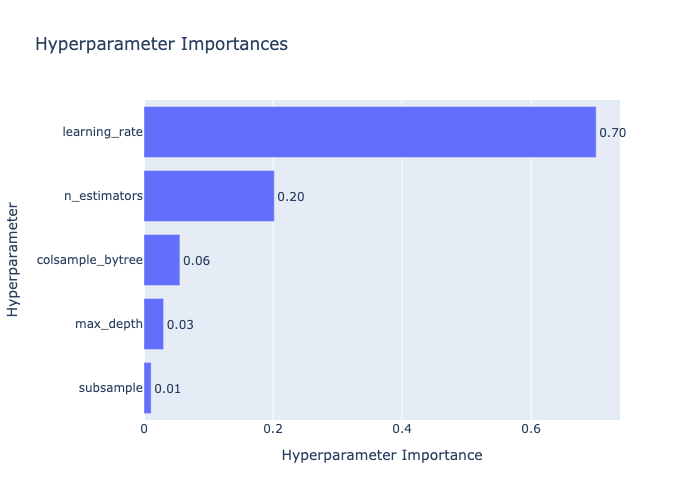 Hyperparameter Importances
Hyperparameter
learning_rate 0.70
n_estimators 0.20
colsample_bytree 0.06
max_depth 0.03
subsample 0.01
0 0.2 0.4 0.6
Hyperparameter Importance